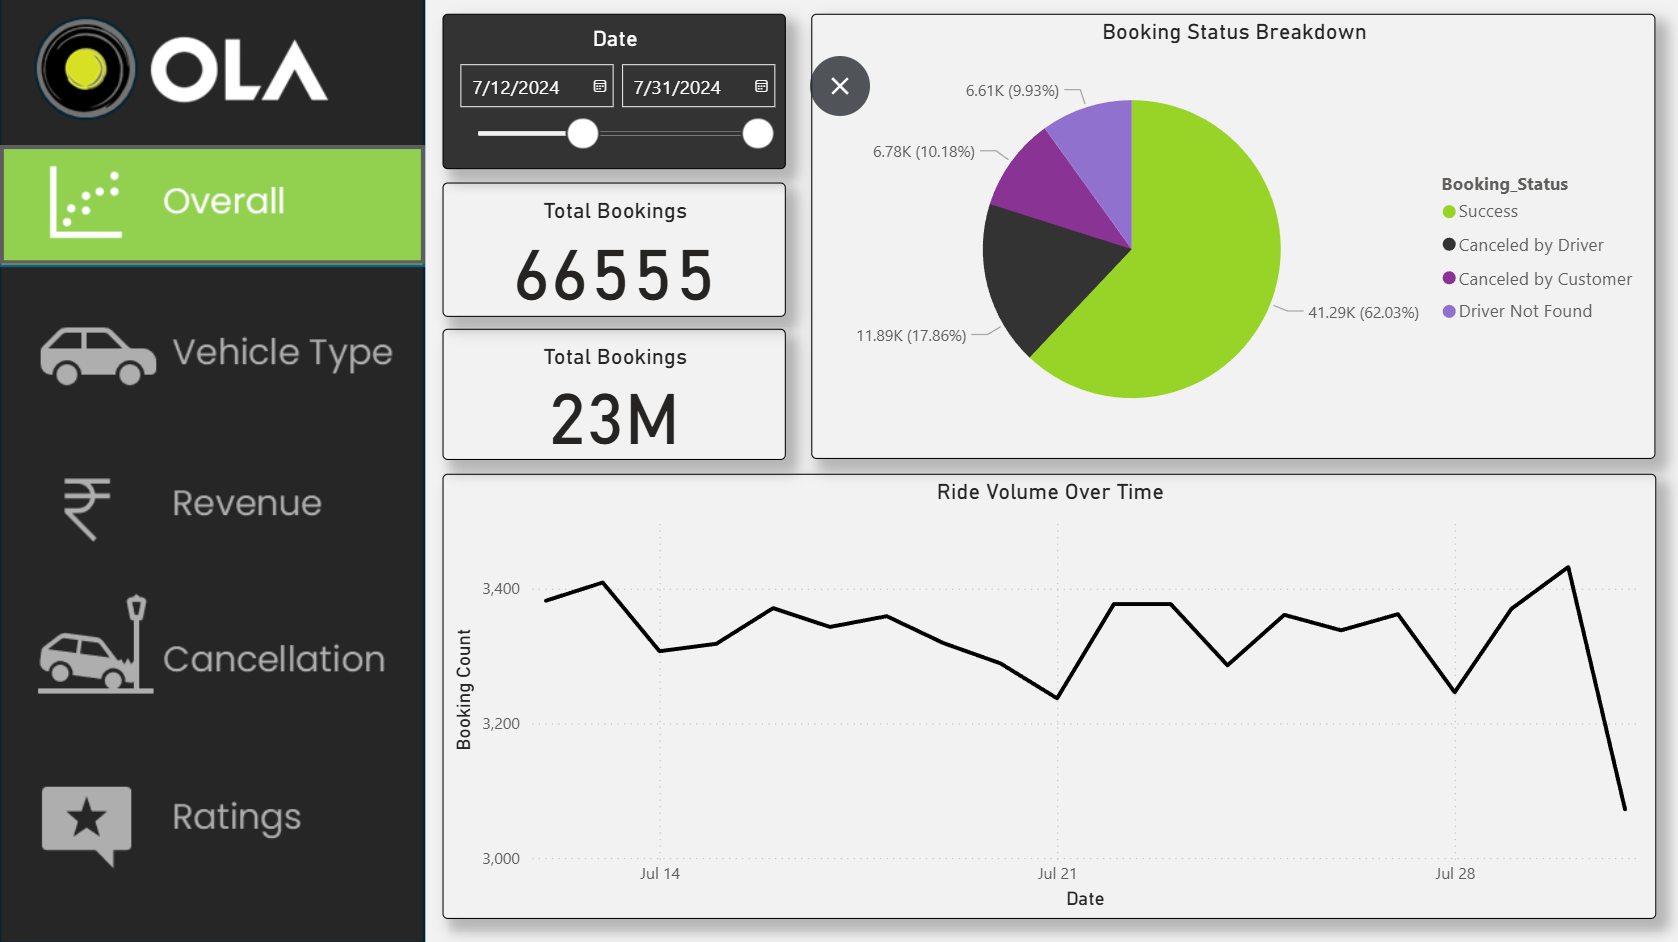 OLA
Overall
Vehicle Type
Revenue
Cancellation
Ratings
Date
7/12/2024
7/31/2024
Total Bookings
66555
Total Bookings
23M
Booking Status Breakdown
6.61K (9.93%)
6.78K (10.18%)
11.89K (17.86%)
41.29K (62.03%)
Booking_Status
Success
Canceled by Driver
Canceled by Customer
Driver Not Found
Ride Volume Over Time
Booking Count
3,400
3,200
3,000
Jul 14
Jul 21
Jul 28
Date